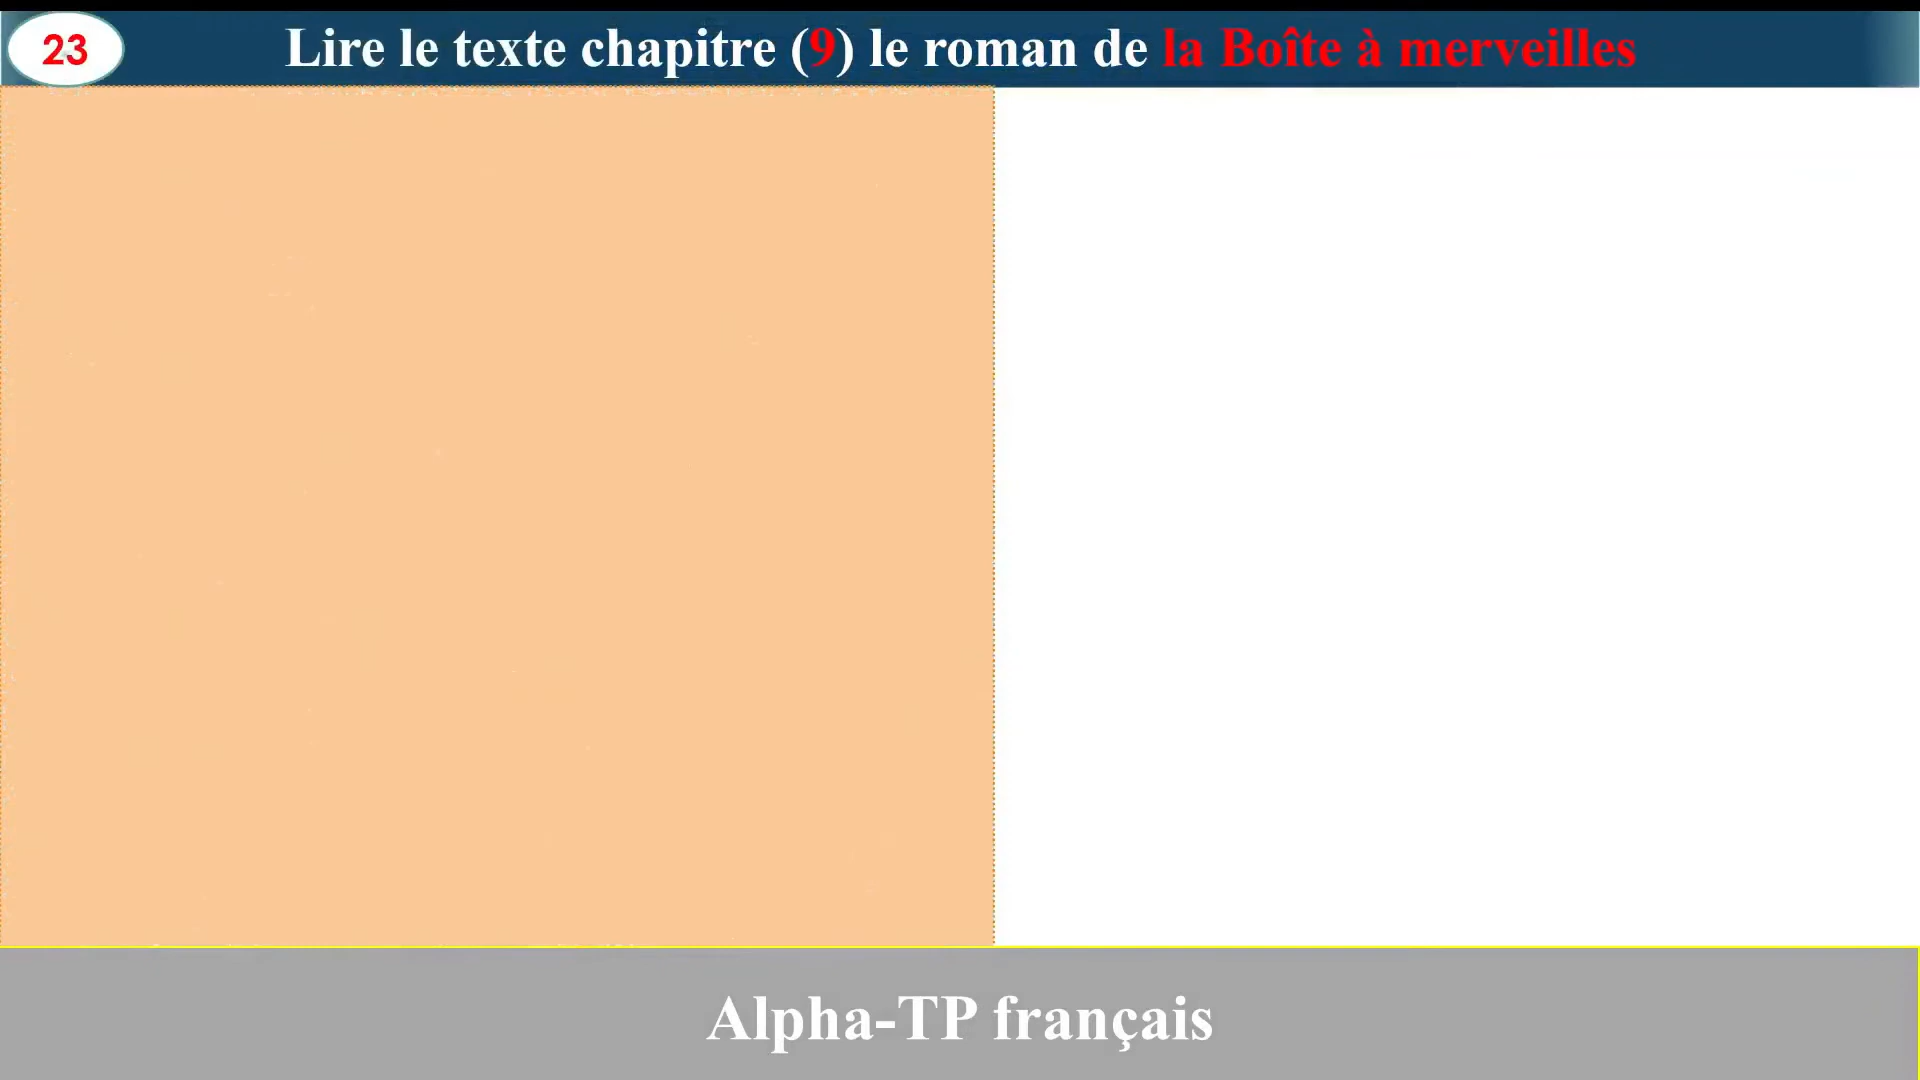 23
Lire le texte chapitre (9) le roman de la Boîte à merveilles
Alpha-TP français